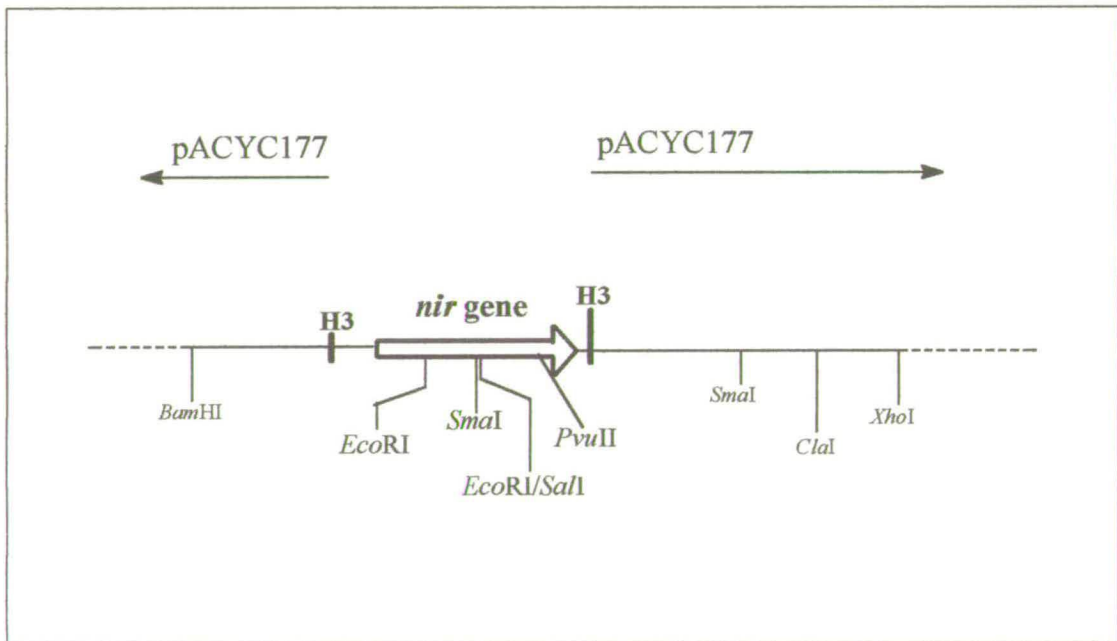 pACYC177
pACYC177
H3
nir gene
H3
BamHI
EcoRI
SmaI
EcoRI/SalI
PvuII
SmaI
ClaI
XhoI